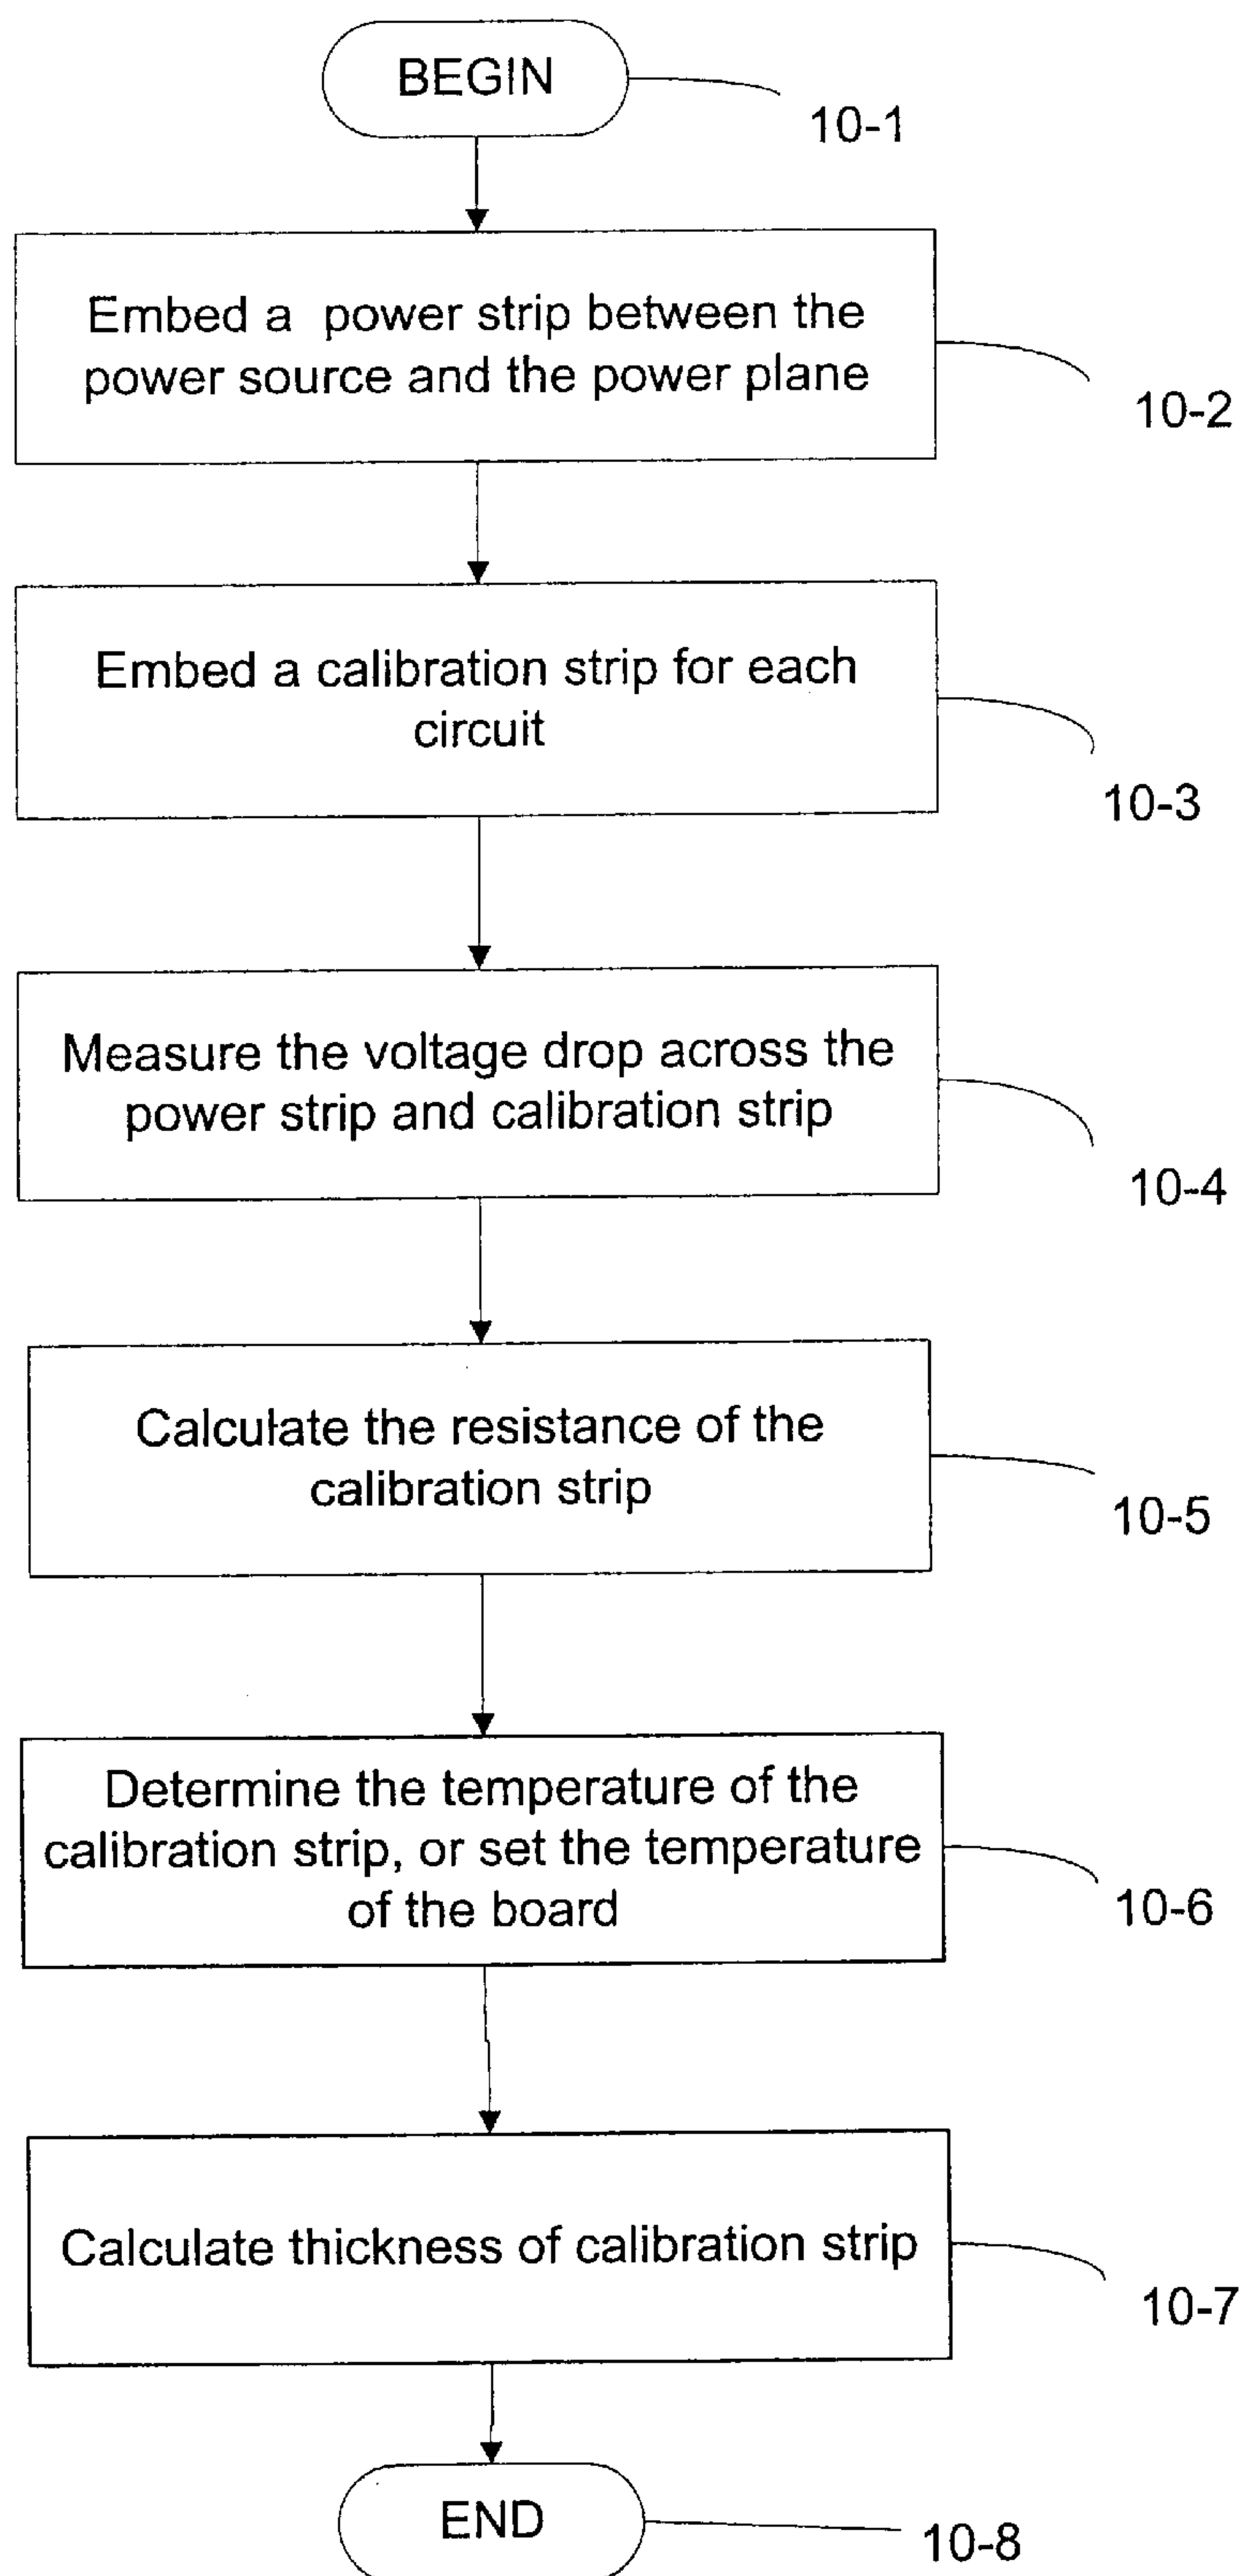 BEGIN
10-1
Embed a power strip between the
power source and the power plane
10-2
Embed a calibration strip for each
circuit
10-3
Measure the voltage drop across the
power strip and calibration strip
10-4
Calculate the resistance of the
calibration strip
10-5
Determine the temperature of the
calibration strip, or set the temperature
of the board
10-6
Calculate thickness of calibration strip
10-7
END
10-8